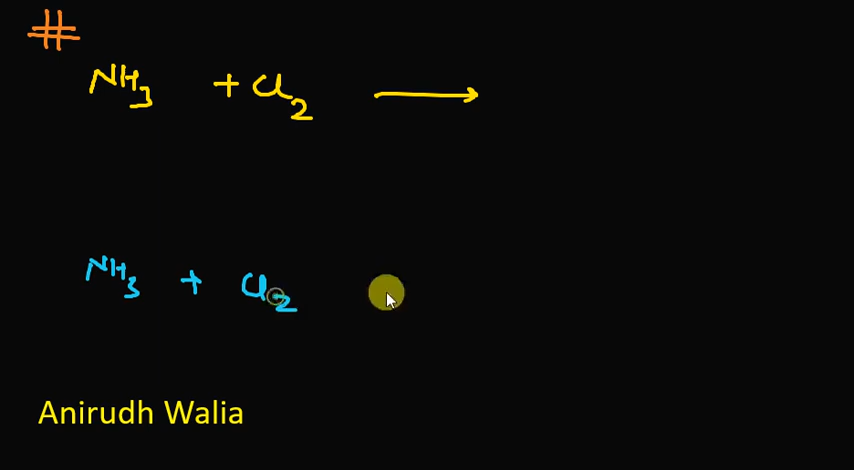 #
NH3 + Cl2 ⟶
NH3 + Cl2
Anirudh Walia